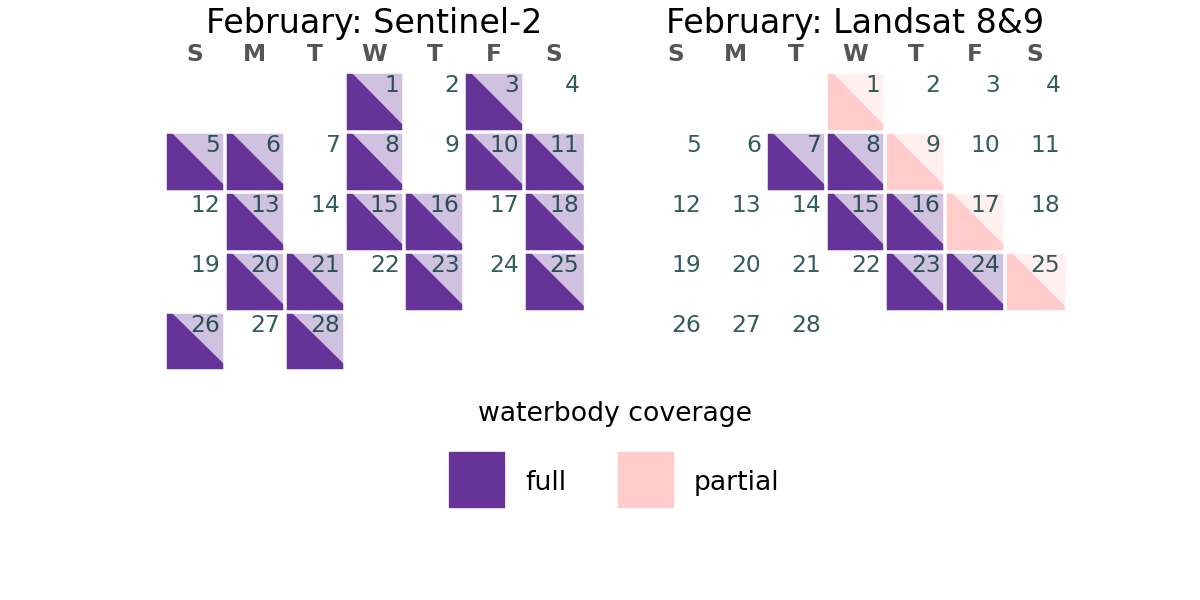 February: Sentinel-2
S M T W T F S
1 2 3 4
5 6 7 8 9 10 11
12 13 14 15 16 17 18
19 20 21 22 23 24 25
26 27 28
February: Landsat 8&9
S M T W T F S
1 2 3 4
5 6 7 8 9 10 11
12 13 14 15 16 17 18
19 20 21 22 23 24 25
26 27 28
waterbody coverage
full
partial